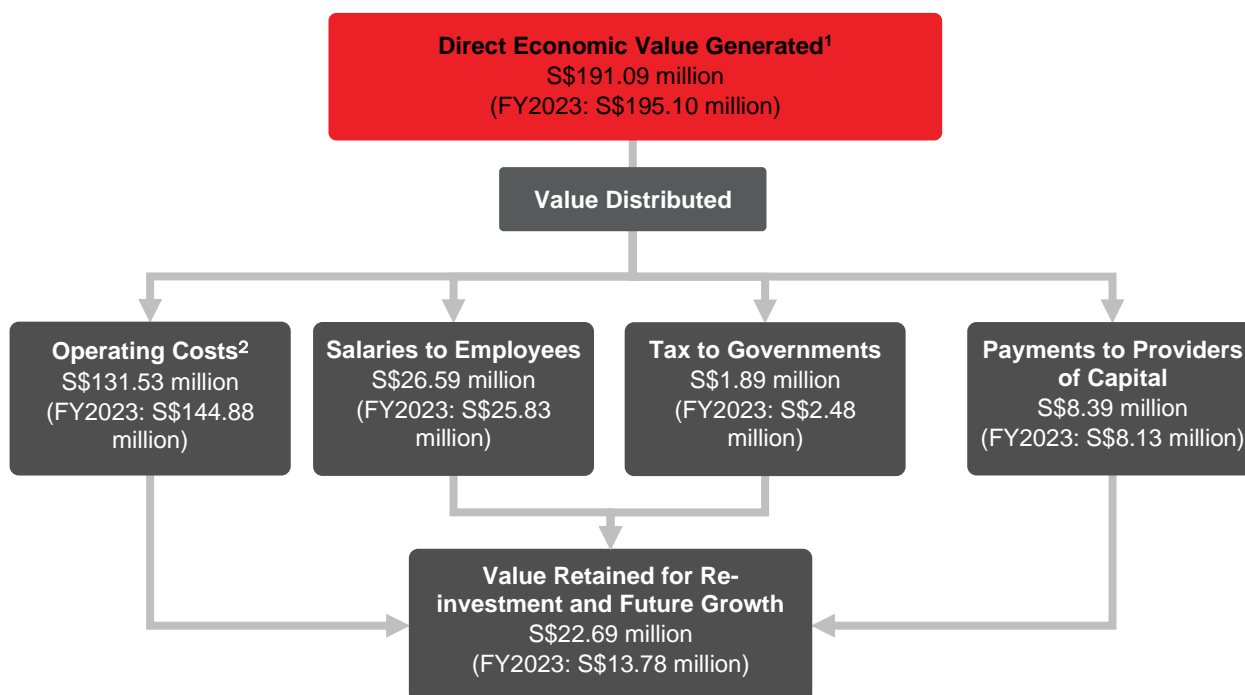 Direct Economic Value Generated¹
S$191.09 million
(FY2023: S$195.10 million)
Value Distributed
Operating Costs²
S$131.53 million
(FY2023: S$144.88
million)
Salaries to Employees
S$26.59 million
(FY2023: S$25.83
million)
Tax to Governments
S$1.89 million
(FY2023: S$2.48
million)
Payments to Providers
of Capital
S$8.39 million
(FY2023: S$8.13 million)
Value Retained for Re-
investment and Future Growth
S$22.69 million
(FY2023: S$13.78 million)